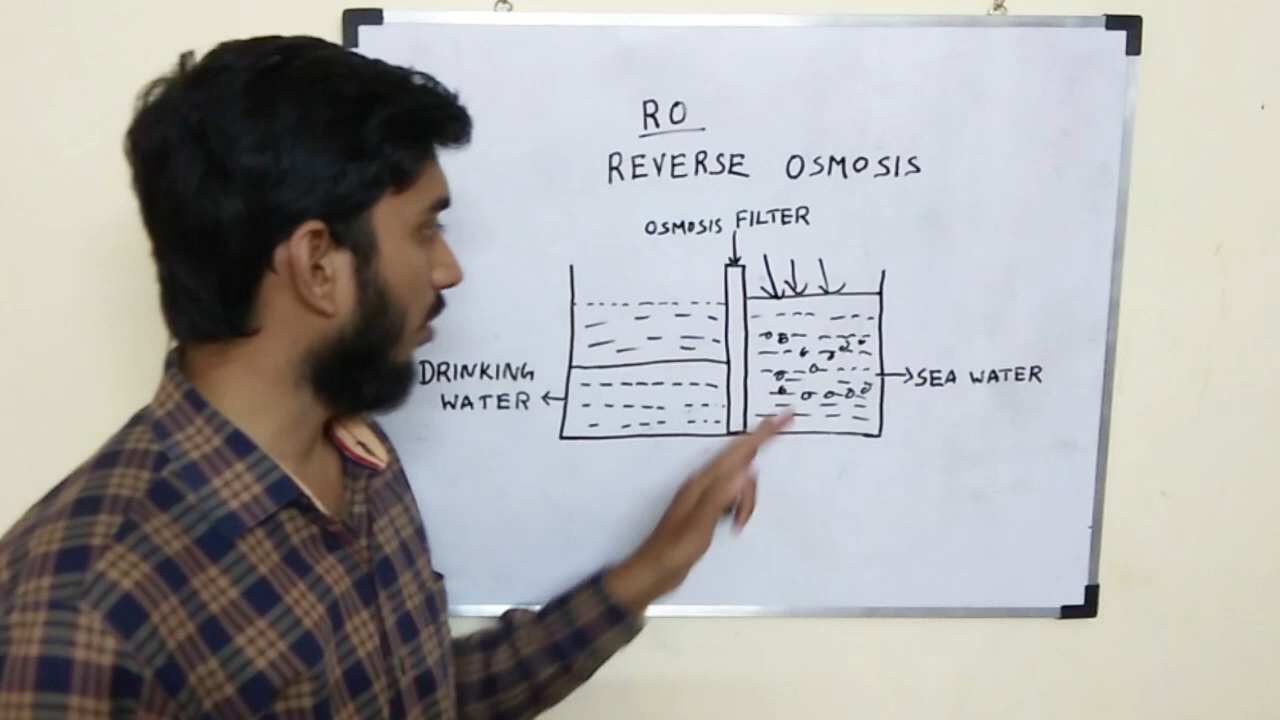 RO
REVERSE OSMOSIS
OSMOSIS FILTER
DRINKING
WATER
SEA WATER